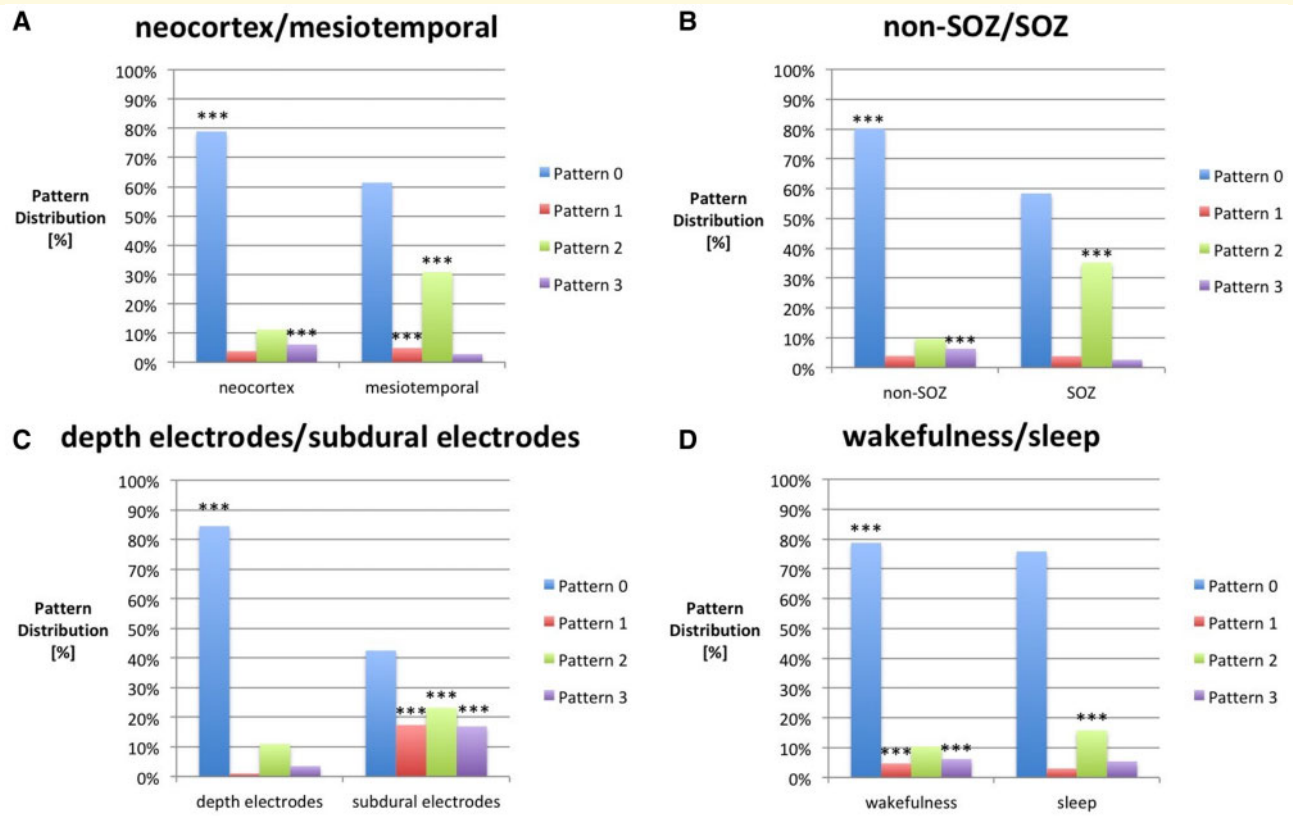 A
neocortex/mesiotemporal
100%
90%
80%
70%
60%
50%
40%
30%
20%
10%
0%
Pattern
Distribution
[%]
***
***
***
***
neocortex
mesiotemporal
Pattern 0
Pattern 1
Pattern 2
Pattern 3
B
non-SOZ/SOZ
100%
90%
80%
70%
60%
50%
40%
30%
20%
10%
0%
Pattern
Distribution
[%]
***
***
***
non-SOZ
SOZ
Pattern 0
Pattern 1
Pattern 2
Pattern 3
C
depth electrodes/subdural electrodes
100%
90%
80%
70%
60%
50%
40%
30%
20%
10%
0%
Pattern
Distribution
[%]
***
***
***
***
depth electrodes
subdural electrodes
Pattern 0
Pattern 1
Pattern 2
Pattern 3
D
wakefulness/sleep
100%
90%
80%
70%
60%
50%
40%
30%
20%
10%
0%
Pattern
Distribution
[%]
***
***
***
***
wakefulness
sleep
Pattern 0
Pattern 1
Pattern 2
Pattern 3